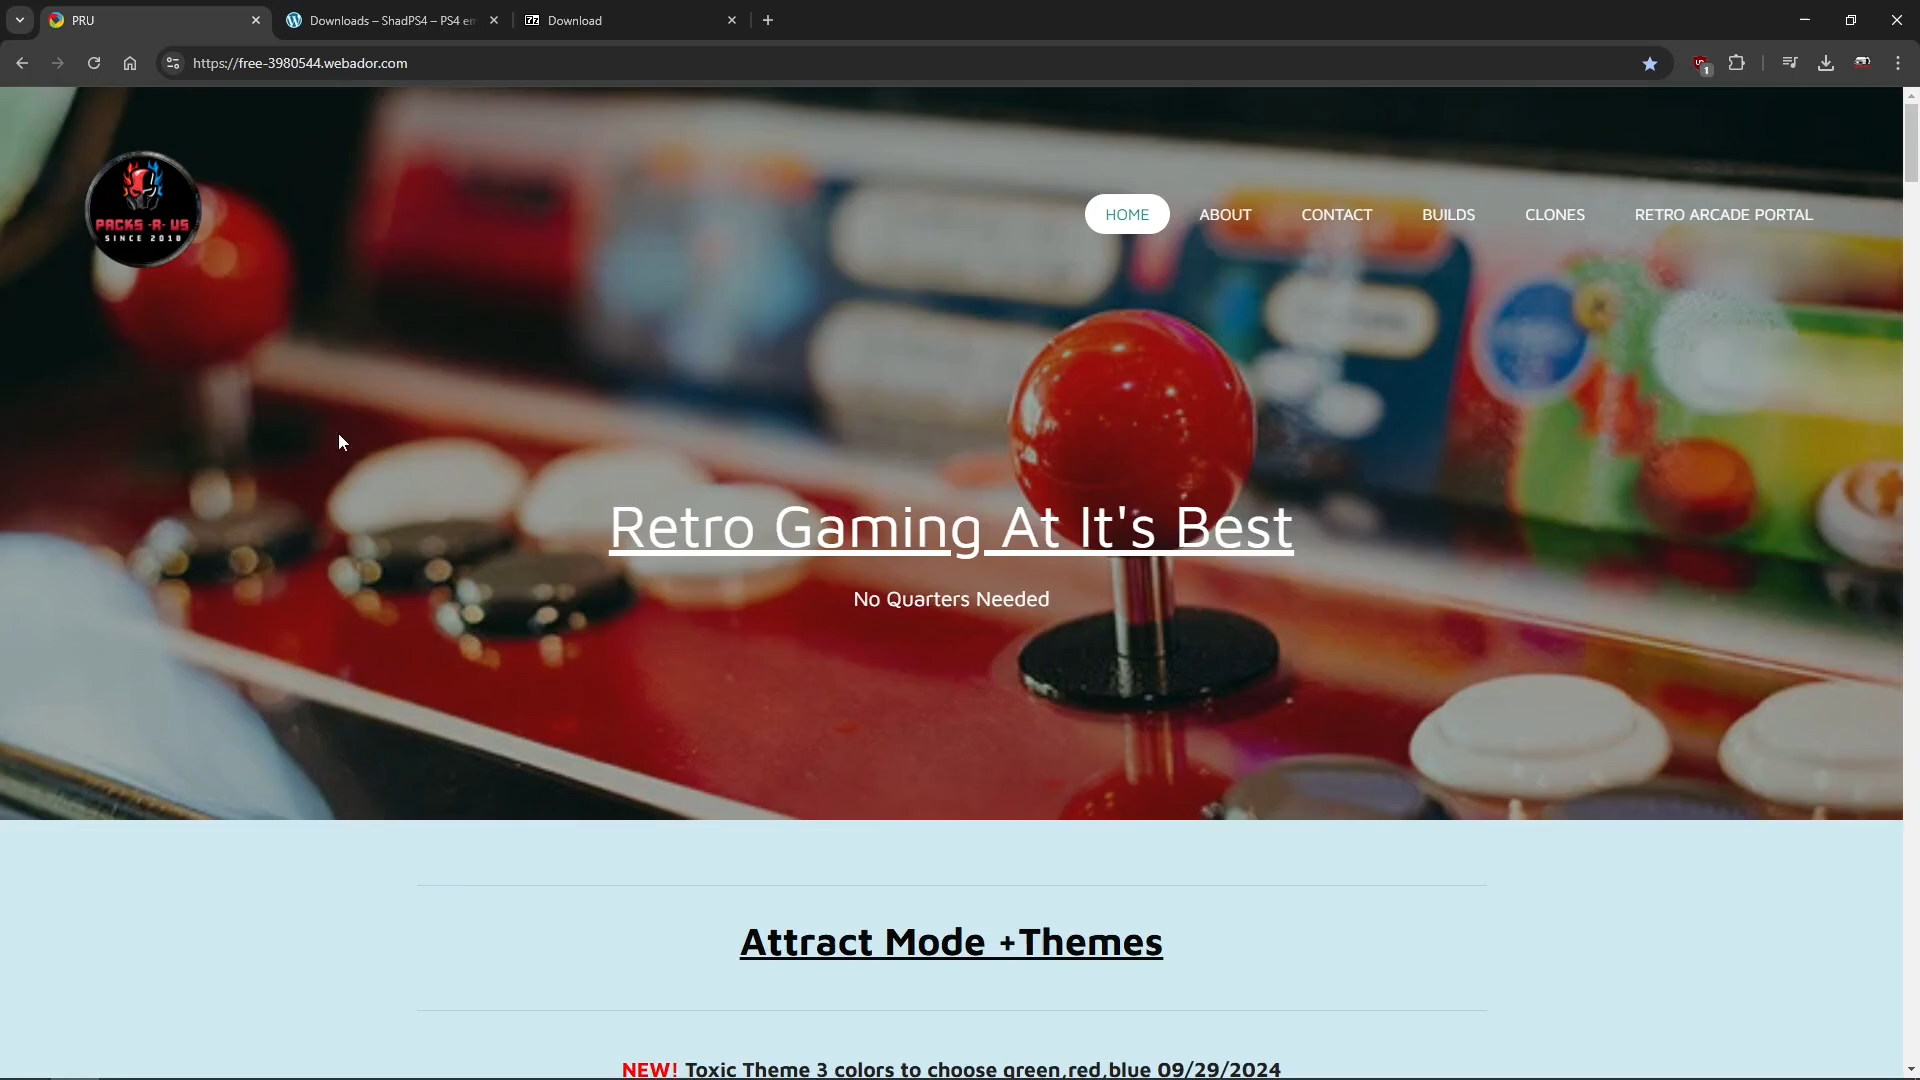 PRU
Downloads – ShadPS4 – PS4 em
Download
https://free-3980544.webador.com
1
PACKS -R- US
SINCE 2018
HOME
ABOUT
CONTACT
BUILDS
CLONES
RETRO ARCADE PORTAL
Retro Gaming At It's Best
No Quarters Needed
Attract Mode +Themes
NEW! Toxic Theme 3 colors to choose green,red,blue 09/29/2024